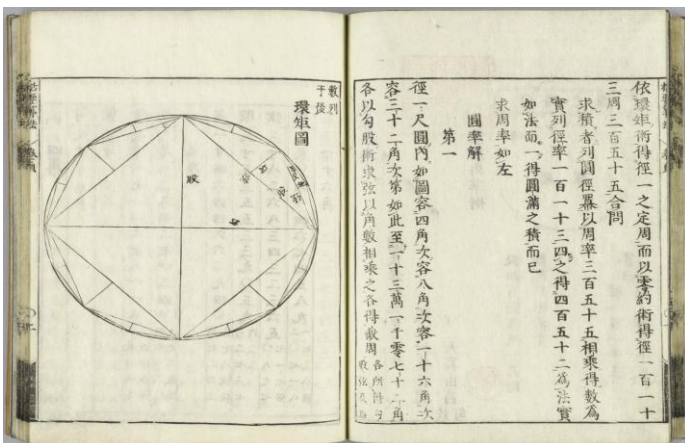 依環矩術得徑一之定周而以零約術得徑一百一十
三周三百五十五合問
求積者列圓徑冪以周率三百五十五相乘得數為
實列徑率一百一十三四之得四百五十二為法實
如法而一得圓滿之積而已
求周率如左
圓率解
第一
徑一尺圓內如圖容四角次容八角次容一十六角次
容三十二角次第如此至一十三萬一千零七十二角
各以勾股術求弦以角數相乘之各得截周
數列
于後
環矩圖
股